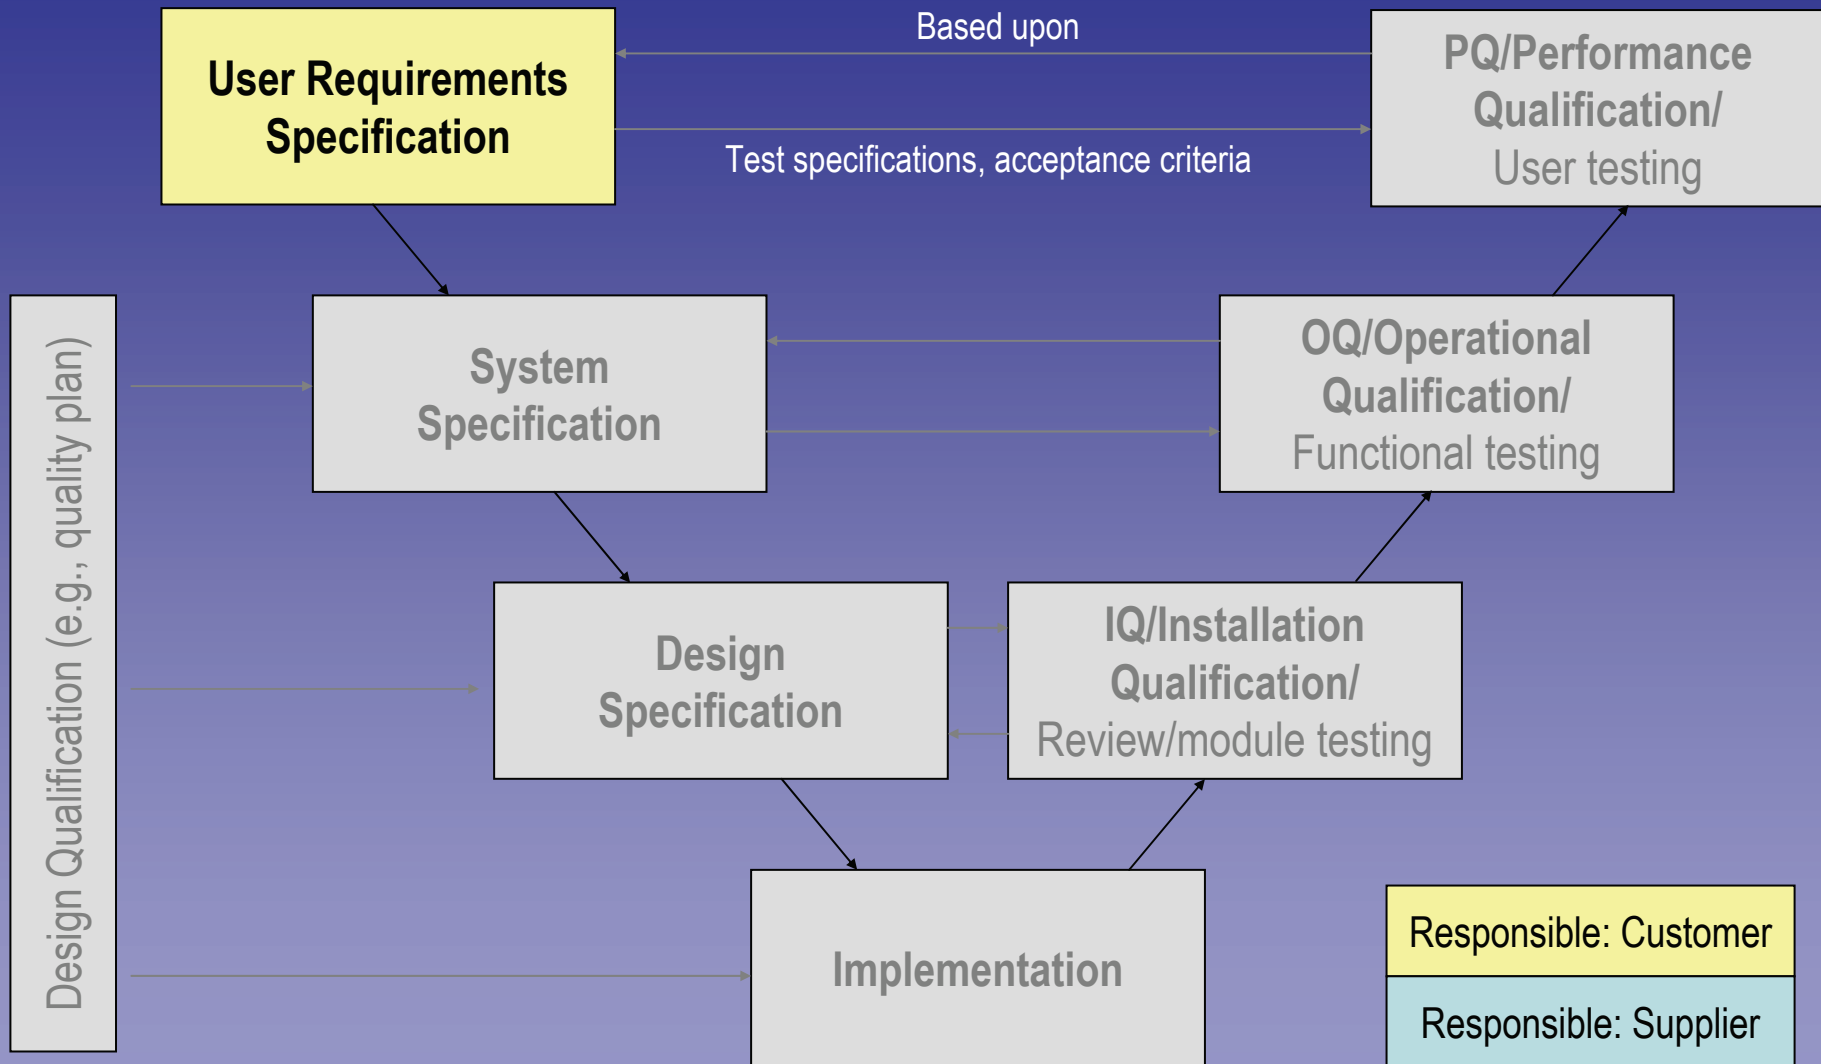 Based upon
User Requirements
Specification
PQ/Performance
Qualification/
User testing
Test specifications, acceptance criteria
Design Qualification (e.g., quality plan)
System
Specification
OQ/Operational
Qualification/
Functional testing
Design
Specification
IQ/Installation
Qualification/
Review/module testing
Implementation
Responsible: Customer
Responsible: Supplier